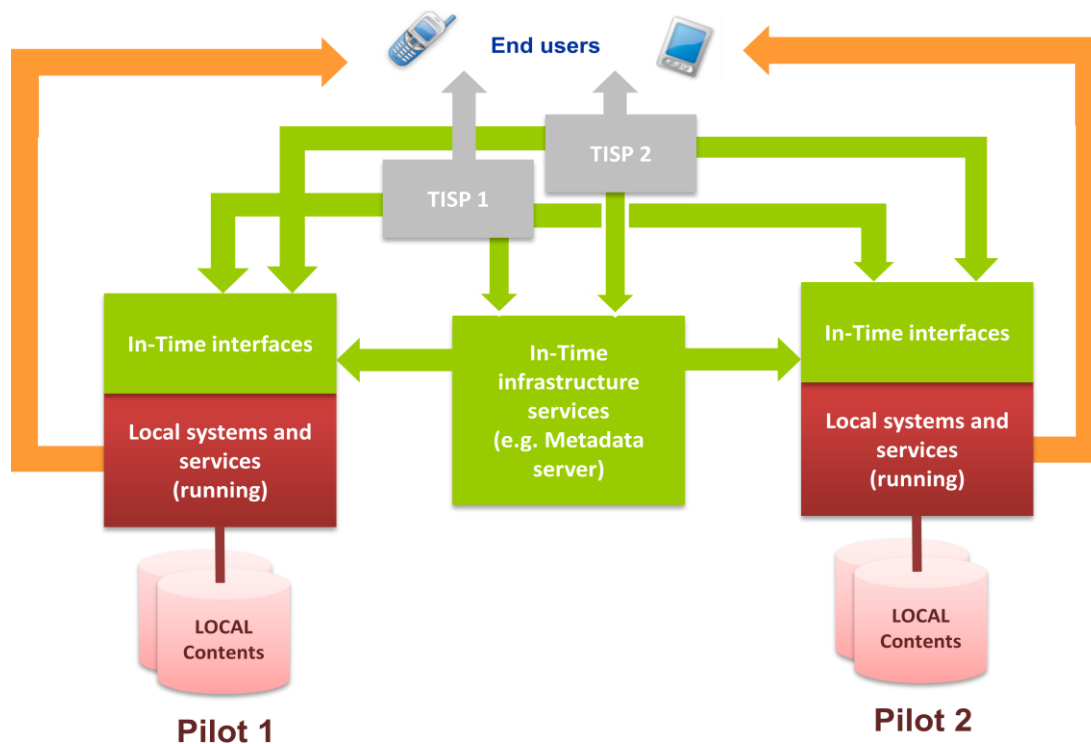 End users
TISP 2
TISP 1
In-Time interfaces
In-Time interfaces
In-Time
infrastructure
services
(e.g. Metadata
server)
Local systems and
services
(running)
Local systems and
services
(running)
LOCAL
Contents
LOCAL
Contents
Pilot 1
Pilot 2